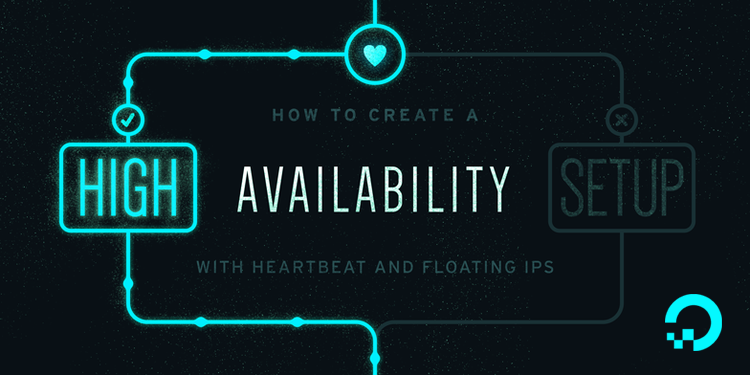 HOW TO CREATE A
HIGH AVAILABILITY SETUP
WITH HEARTBEAT AND FLOATING IPS